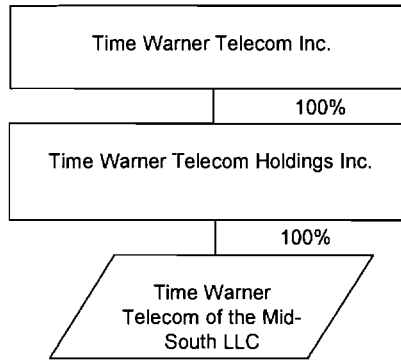 Time Warner Telecom Inc.
100%
Time Warner Telecom Holdings Inc.
100%
Time Warner
Telecom of the Mid-
South LLC